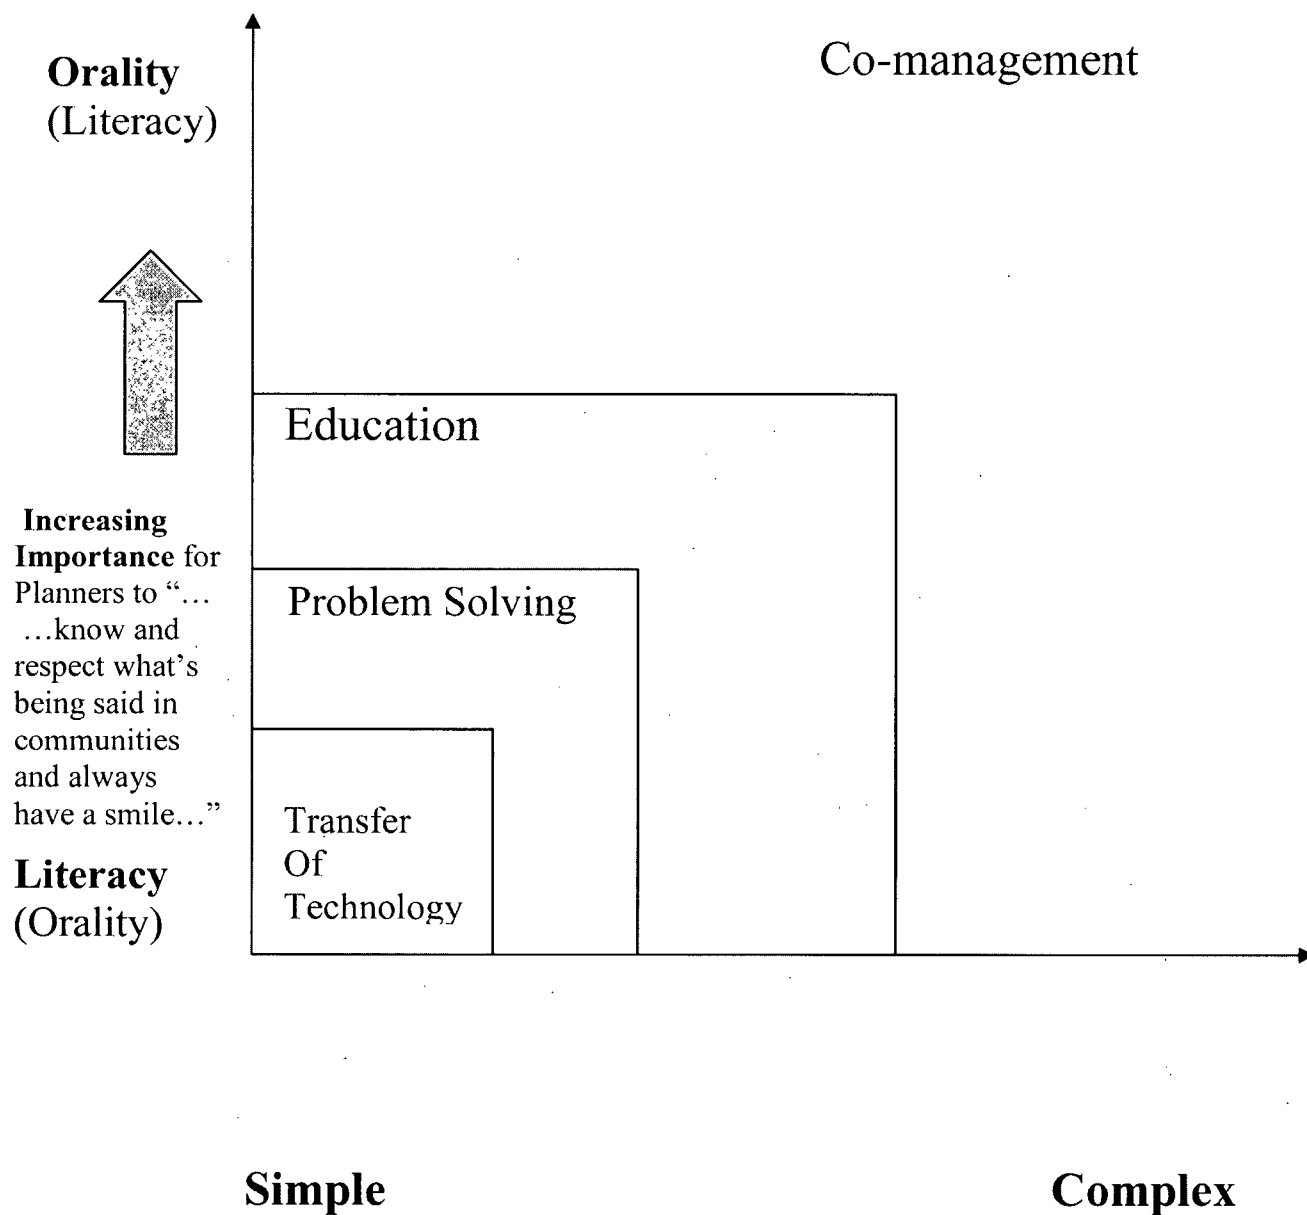 Orality
(Literacy)
Co-management
Education
Increasing
Importance for
Planners to “…
…know and
respect what’s
being said in
communities
and always
have a smile…”
Problem Solving
Transfer
Of
Technology
Literacy
(Orality)
Simple
Complex